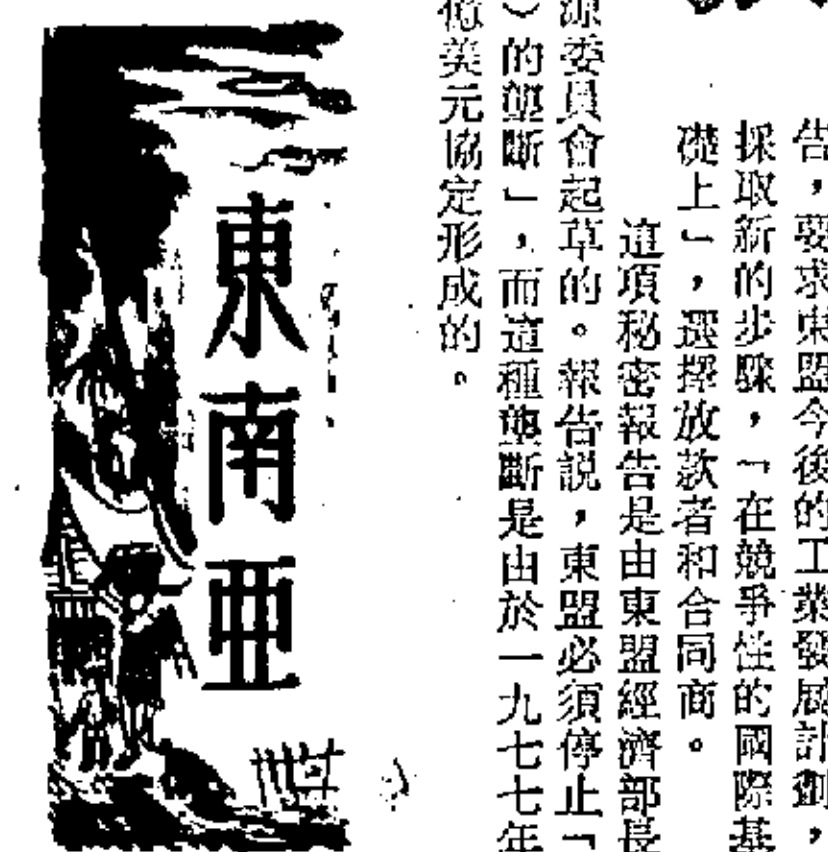 告，要求東盟今後的工業發展計劃，
採取新的步驟，「在競爭性的國際基
礎上」，選擇放款者和合同商。
這項秘密報告是由東盟經濟部長
源委員會起草的。報告説，東盟必須停止「
）的壟斷」，而這種壟斷是由於一九七七年
億美元協定形成的。
東南亞